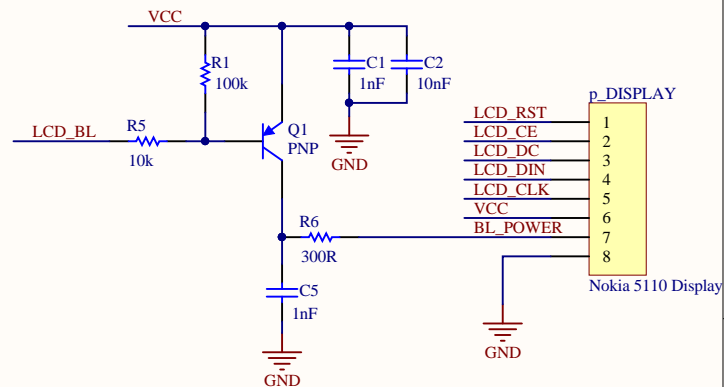 VCC
R1
100k
C1
1nF
C2
10nF
LCD_BL
R5
10k
Q1
PNP
GND
R6
300R
C5
1nF
GND
p_DISPLAY
LCD_RST
1
LCD_CE
2
LCD_DC
3
LCD_DIN
4
LCD_CLK
5
VCC
6
BL_POWER
7
8
Nokia 5110 Display
GND